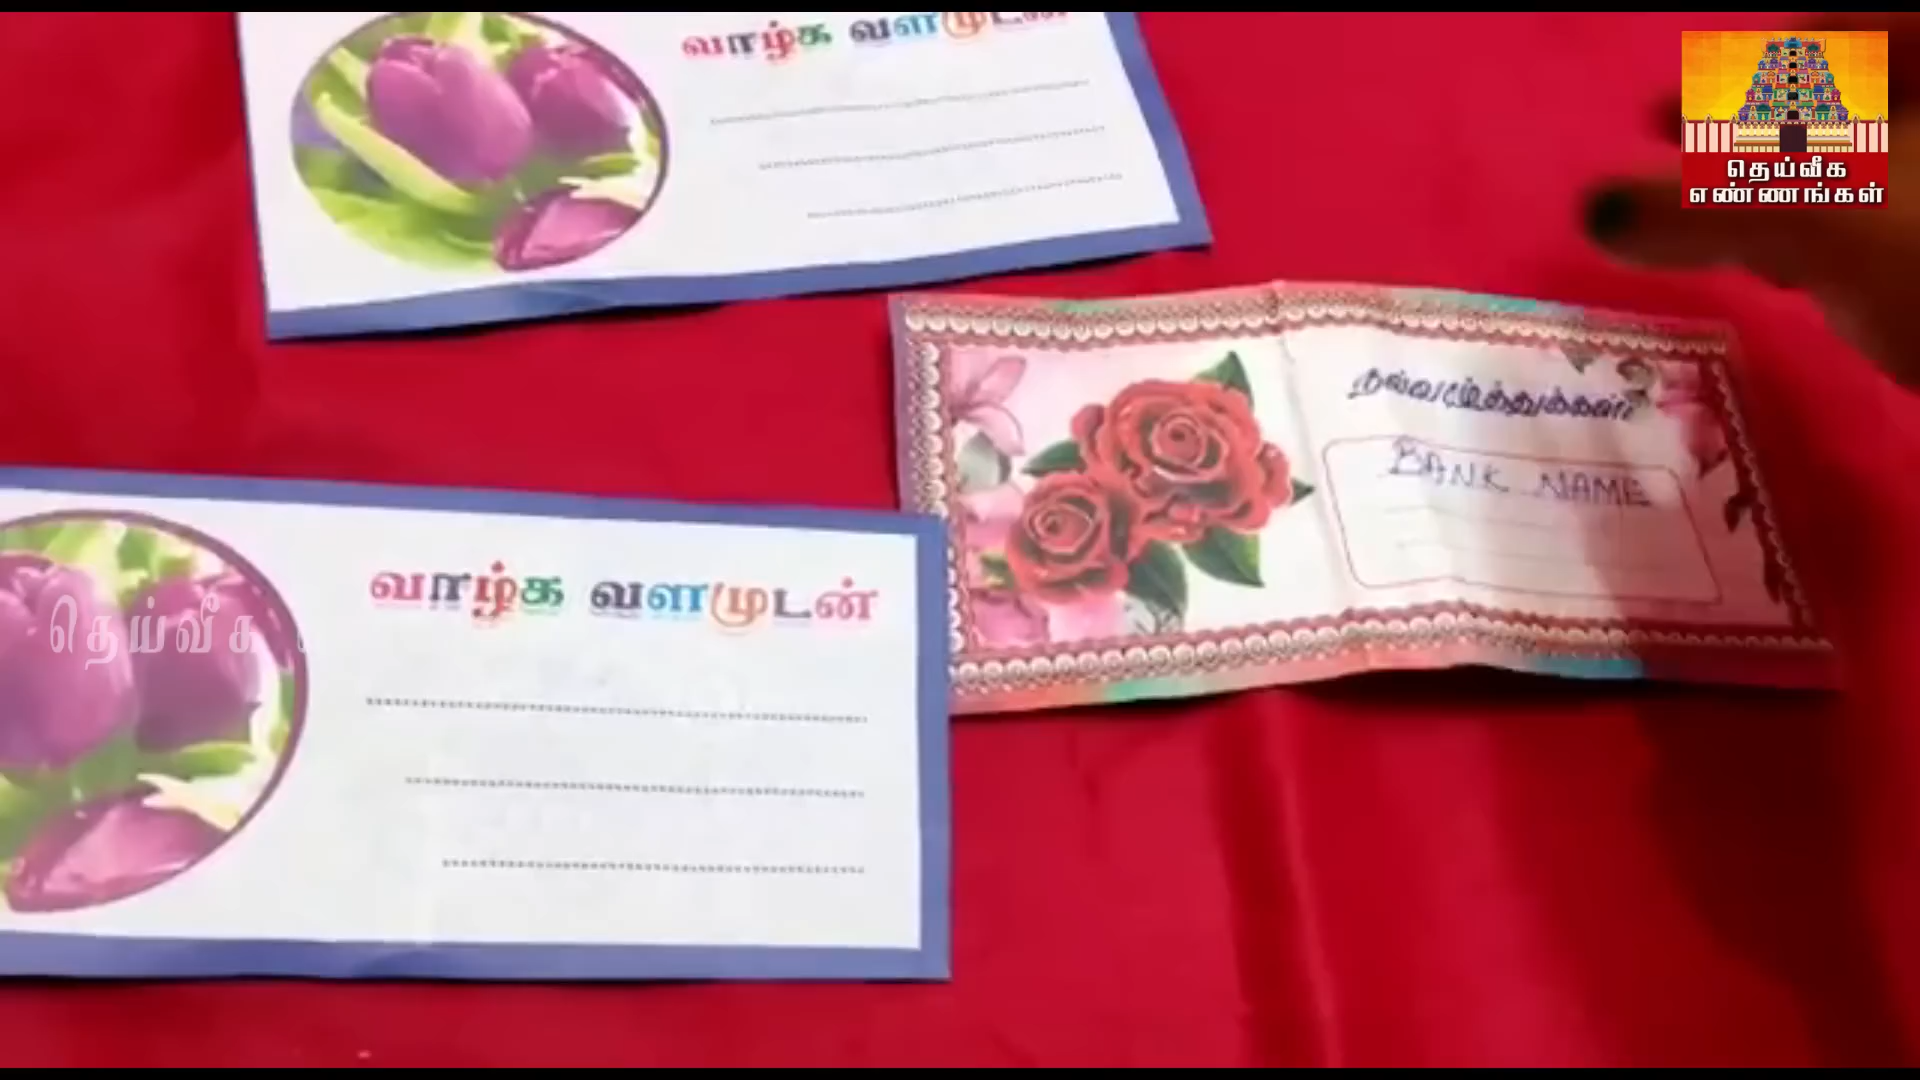 வாழ்க வளமுடன்
தெய்வீக
எண்ணங்கள்
நல்வாழ்த்துக்கள்
BANK NAME
வாழ்க வளமுடன்
தெய்வீக